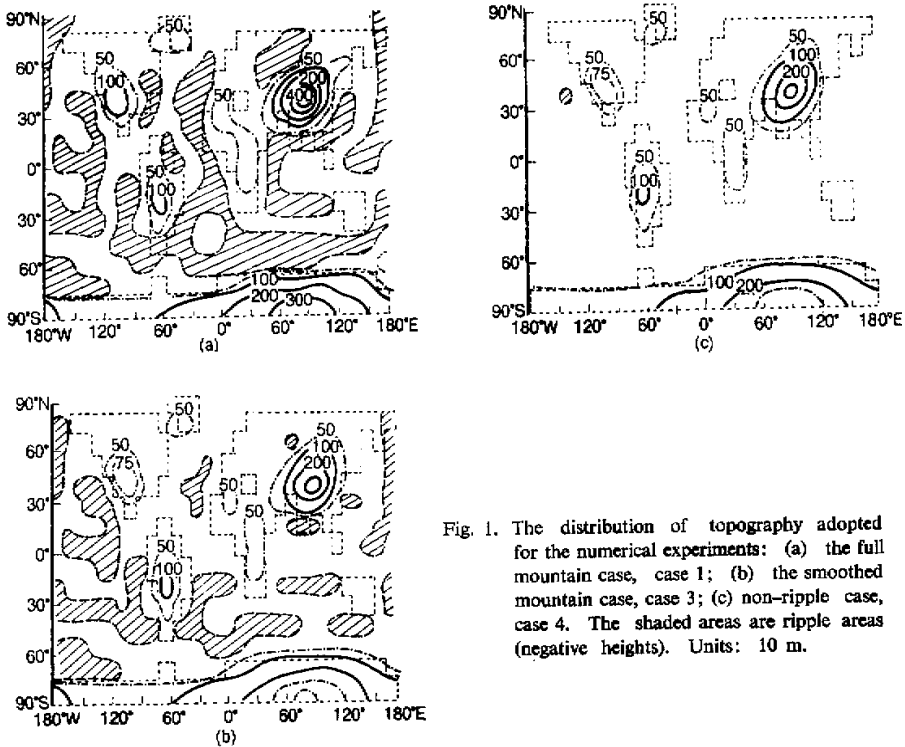 90°N
60°
30°
0°
30°
60°
90°S
180°W 120° 60° 0° 60° 120° 180°E
50
50
100
50
200
400
50
50
100
100
200
300
(a)
90°N
60°
30°
0°
30°
60°
90°S
180°W 120° 60° 0° 60° 120° 180°E
50
50
75
50
100
200
50
50
50
100
100
200
(c)
90°N
60°
30°
0°
30°
60°
90°S
180°W 120° 60° 0° 60° 120° 180°E
50
50
75
50
100
200
50
50
50
100
(b)
Fig. 1. The distribution of topography adopted
for the numerical experiments: (a) the full
mountain case, case 1; (b) the smoothed
mountain case, case 3; (c) non-ripple case,
case 4. The shaded areas are ripple areas
(negative heights). Units: 10 m.